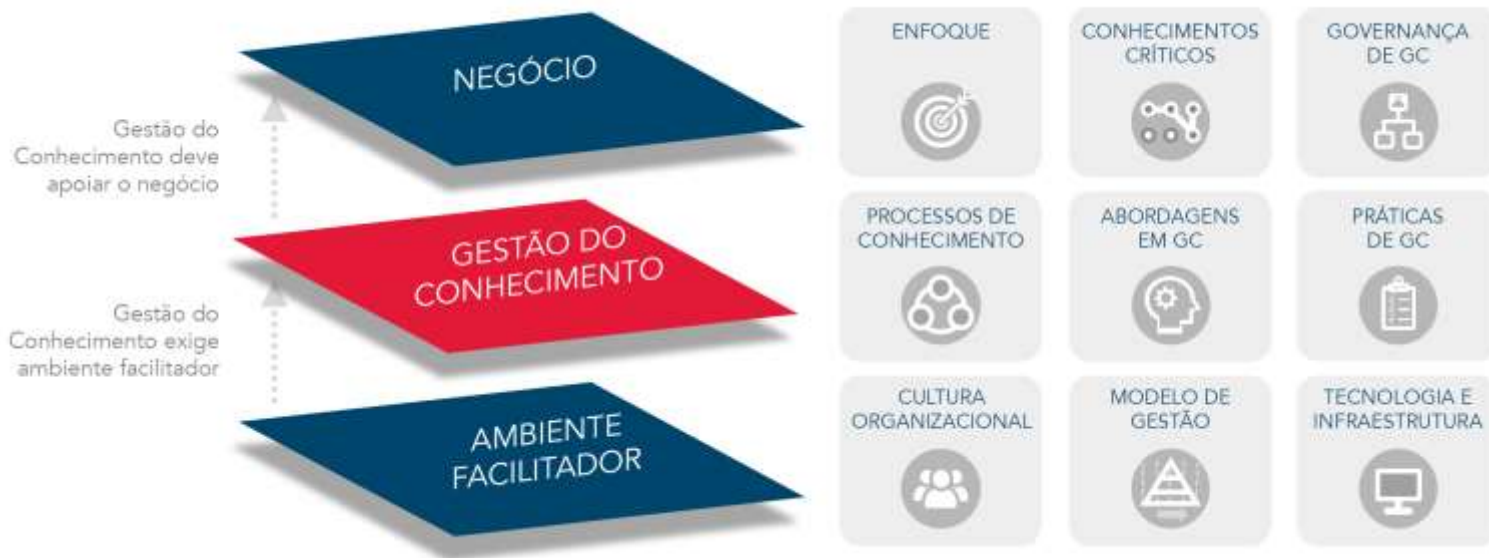 NEGÓCIO
Gestão do
Conhecimento deve
apoiar o negócio
GESTÃO DO
CONHECIMENTO
Gestão do
Conhecimento exige
ambiente facilitador
AMBIENTE
FACILITADOR
ENFOQUE
CONHECIMENTOS
CRÍTICOS
GOVERNANÇA
DE GC
PROCESSOS DE
CONHECIMENTO
ABORDAGENS
EM GC
PRÁTICAS
DE GC
CULTURA
ORGANIZACIONAL
MODELO DE
GESTÃO
TECNOLOGIA E
INFRAESTRUTURA